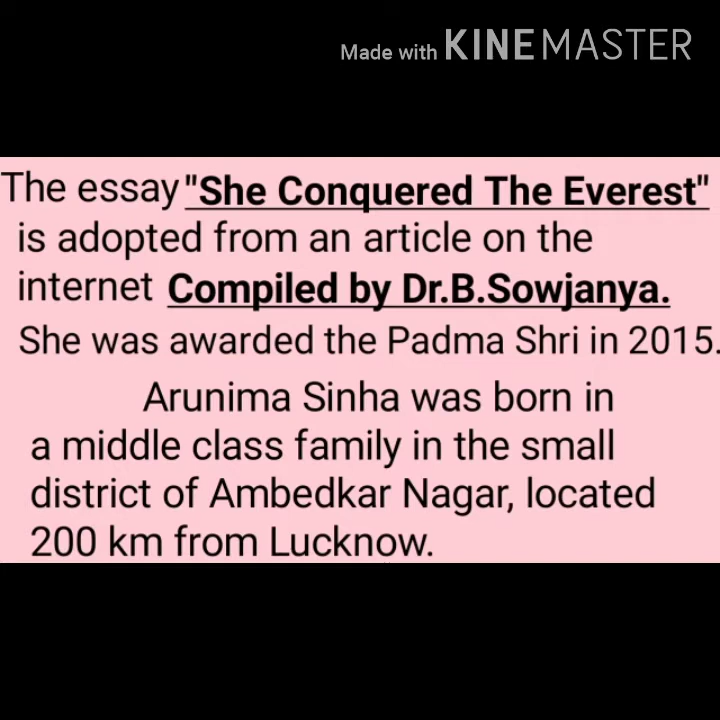 Made with KINEMASTER
The essay "She Conquered The Everest"
is adopted from an article on the
internet Compiled by Dr.B.Sowjanya.
She was awarded the Padma Shri in 2015.
Arunima Sinha was born in
a middle class family in the small
district of Ambedkar Nagar, located
200 km from Lucknow.